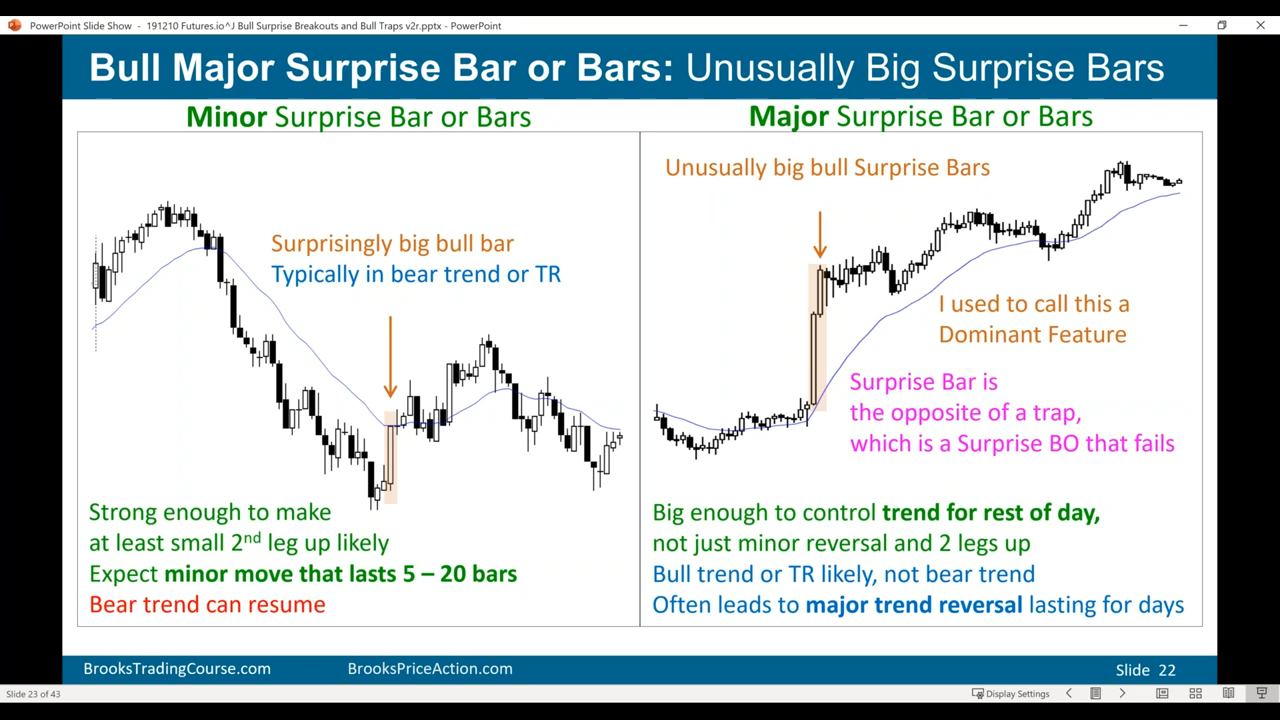 PowerPoint Slide Show - 191210 Futures.io^J Bull Surprise Breakouts and Bull Traps v2r.pptx - PowerPoint
Bull Major Surprise Bar or Bars: Unusually Big Surprise Bars
Minor Surprise Bar or Bars
Surprisingly big bull bar
Typically in bear trend or TR
Strong enough to make
at least small 2nd leg up likely
Expect minor move that lasts 5 – 20 bars
Bear trend can resume
Major Surprise Bar or Bars
Unusually big bull Surprise Bars
I used to call this a
Dominant Feature
Surprise Bar is
the opposite of a trap,
which is a Surprise BO that fails
Big enough to control trend for rest of day,
not just minor reversal and 2 legs up
Bull trend or TR likely, not bear trend
Often leads to major trend reversal lasting for days
BrooksTradingCourse.com
BrooksPriceAction.com
Slide 22
Slide 23 of 43
Display Settings